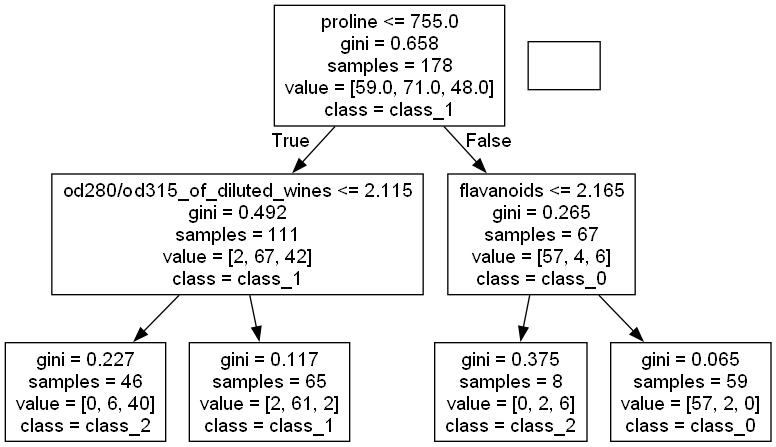 proline <= 755.0
gini = 0.658
samples = 178
value = [59.0, 71.0, 48.0]
class = class_1
True
False
od280/od315_of_diluted_wines <= 2.115
gini = 0.492
samples = 111
value = [2, 67, 42]
class = class_1
flavanoids <= 2.165
gini = 0.265
samples = 67
value = [57, 4, 6]
class = class_0
gini = 0.227
samples = 46
value = [0, 6, 40]
class = class_2
gini = 0.117
samples = 65
value = [2, 61, 2]
class = class_1
gini = 0.375
samples = 8
value = [0, 2, 6]
class = class_2
gini = 0.065
samples = 59
value = [57, 2, 0]
class = class_0